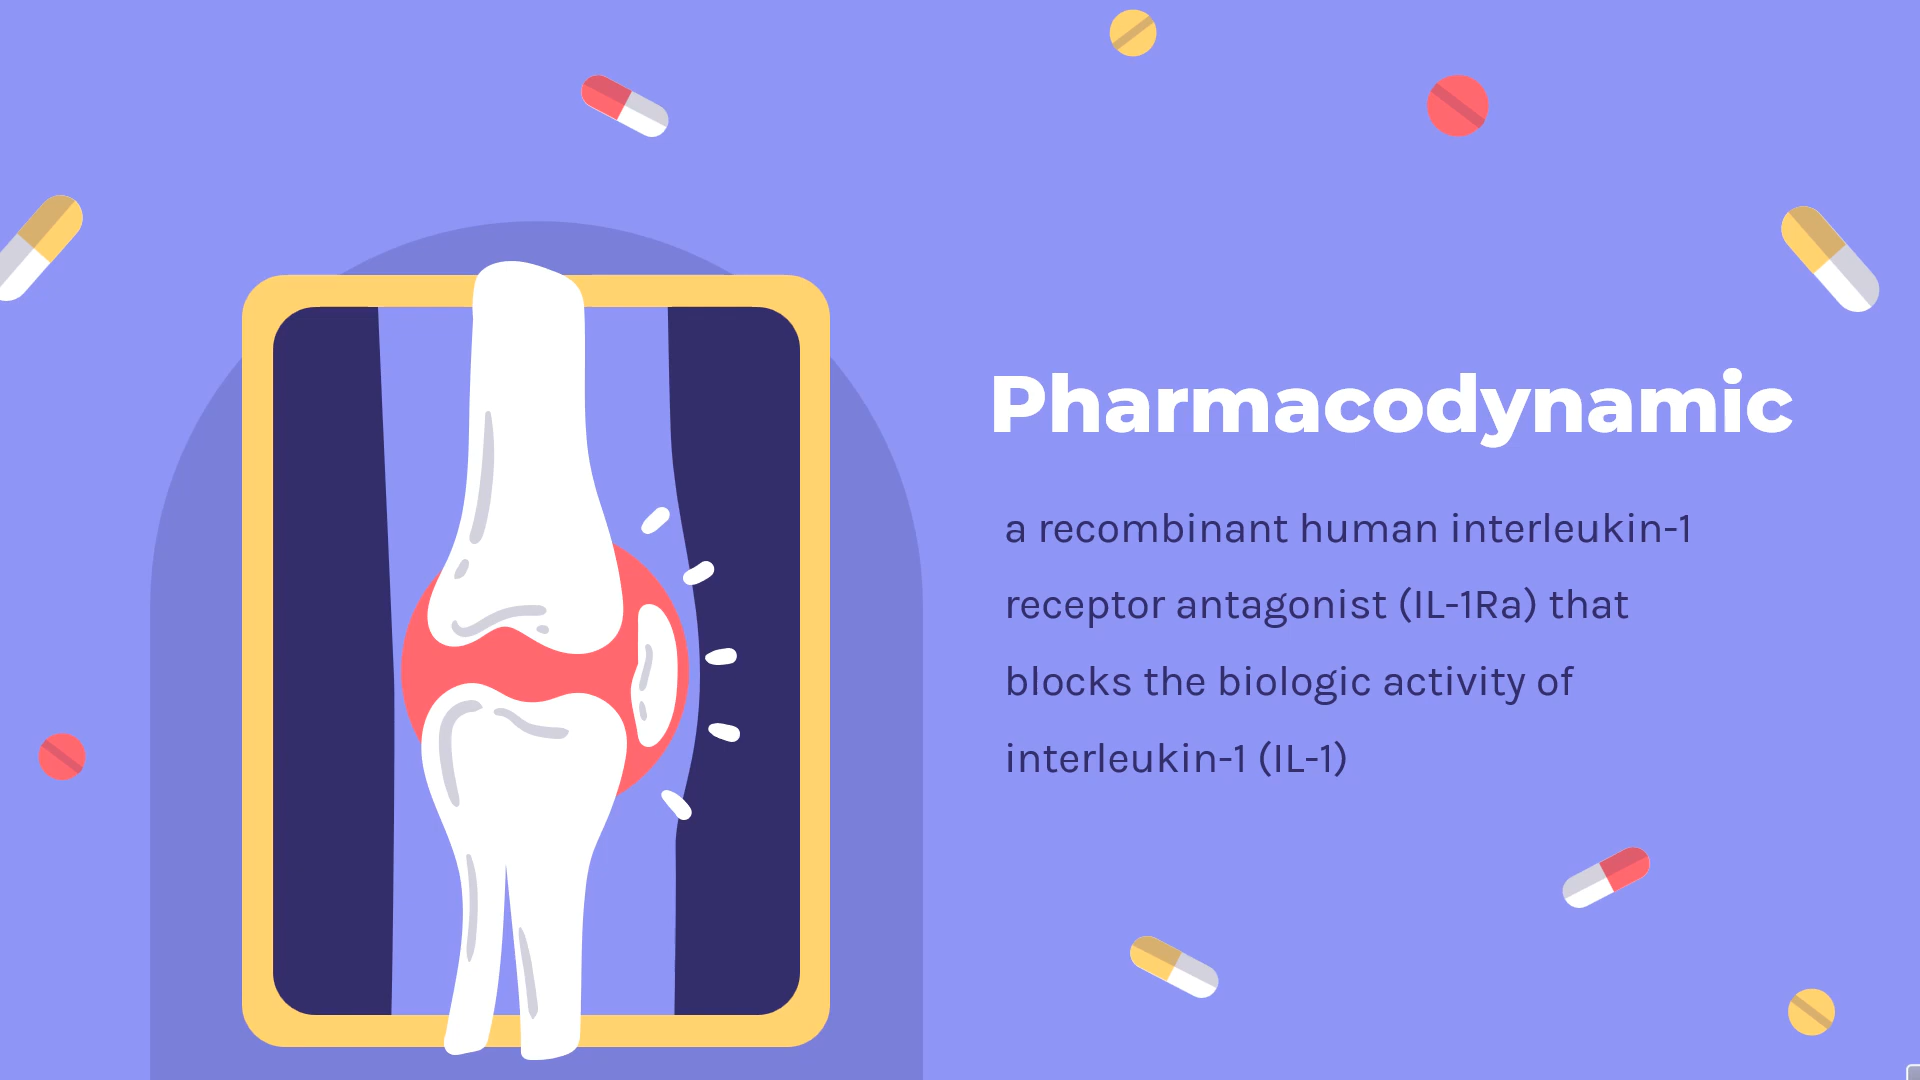 Pharmacodynamic
a recombinant human interleukin-1
receptor antagonist (IL-1Ra) that
blocks the biologic activity of
interleukin-1 (IL-1)